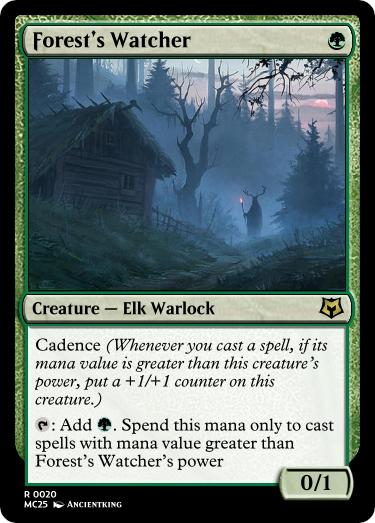 Forest's Watcher
Creature — Elk Warlock
Cadence (Whenever you cast a spell, if its
mana value is greater than this creature's
power, put a +1/+1 counter on this
creature.)
: Add . Spend this mana only to cast
spells with mana value greater than
Forest's Watcher's power
0/1
R 0020
MC25 AncientKing